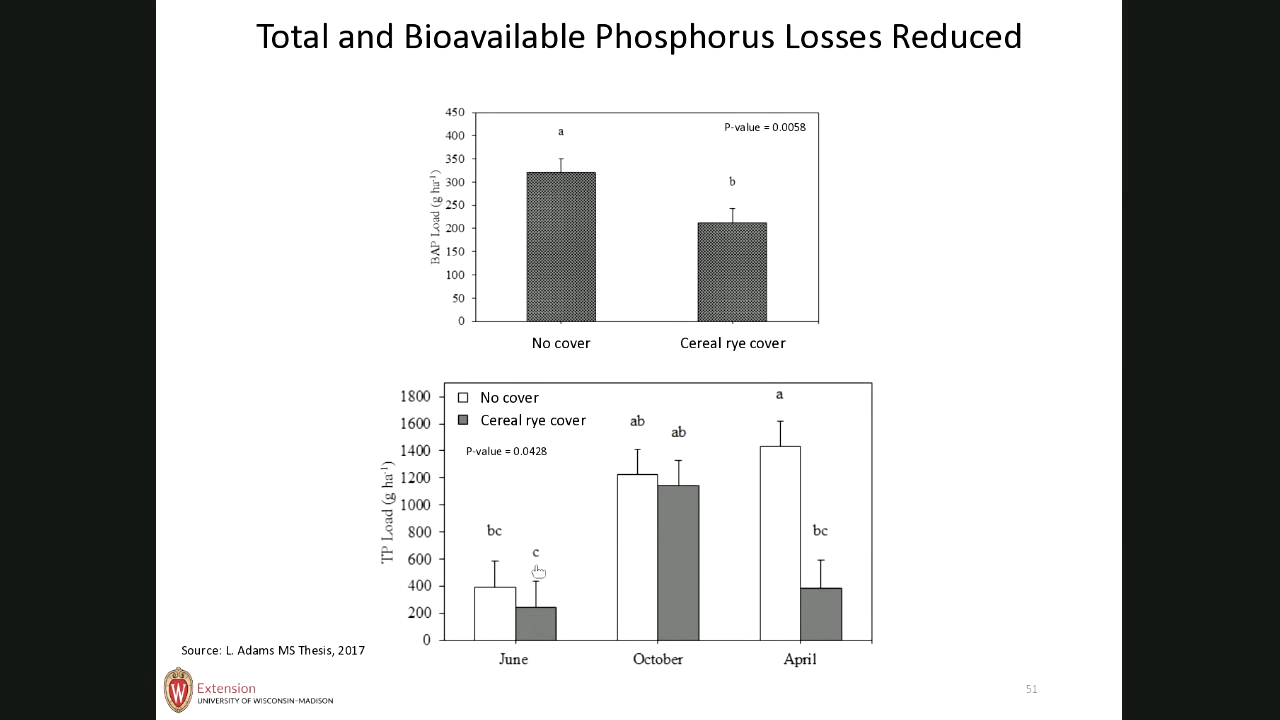 Total and Bioavailable Phosphorus Losses Reduced
450
400
350
300
250
200
150
100
50
0
BAP Load (g ha⁻¹)
P-value = 0.0058
a
b
No cover
Cereal rye cover
1800
1600
1400
1200
1000
800
600
400
200
0
TP Load (g ha⁻¹)
No cover
Cereal rye cover
P-value = 0.0428
bc
c
ab
ab
a
bc
June
October
April
Source: L. Adams MS Thesis, 2017
W
Extension
UNIVERSITY OF WISCONSIN–MADISON
51